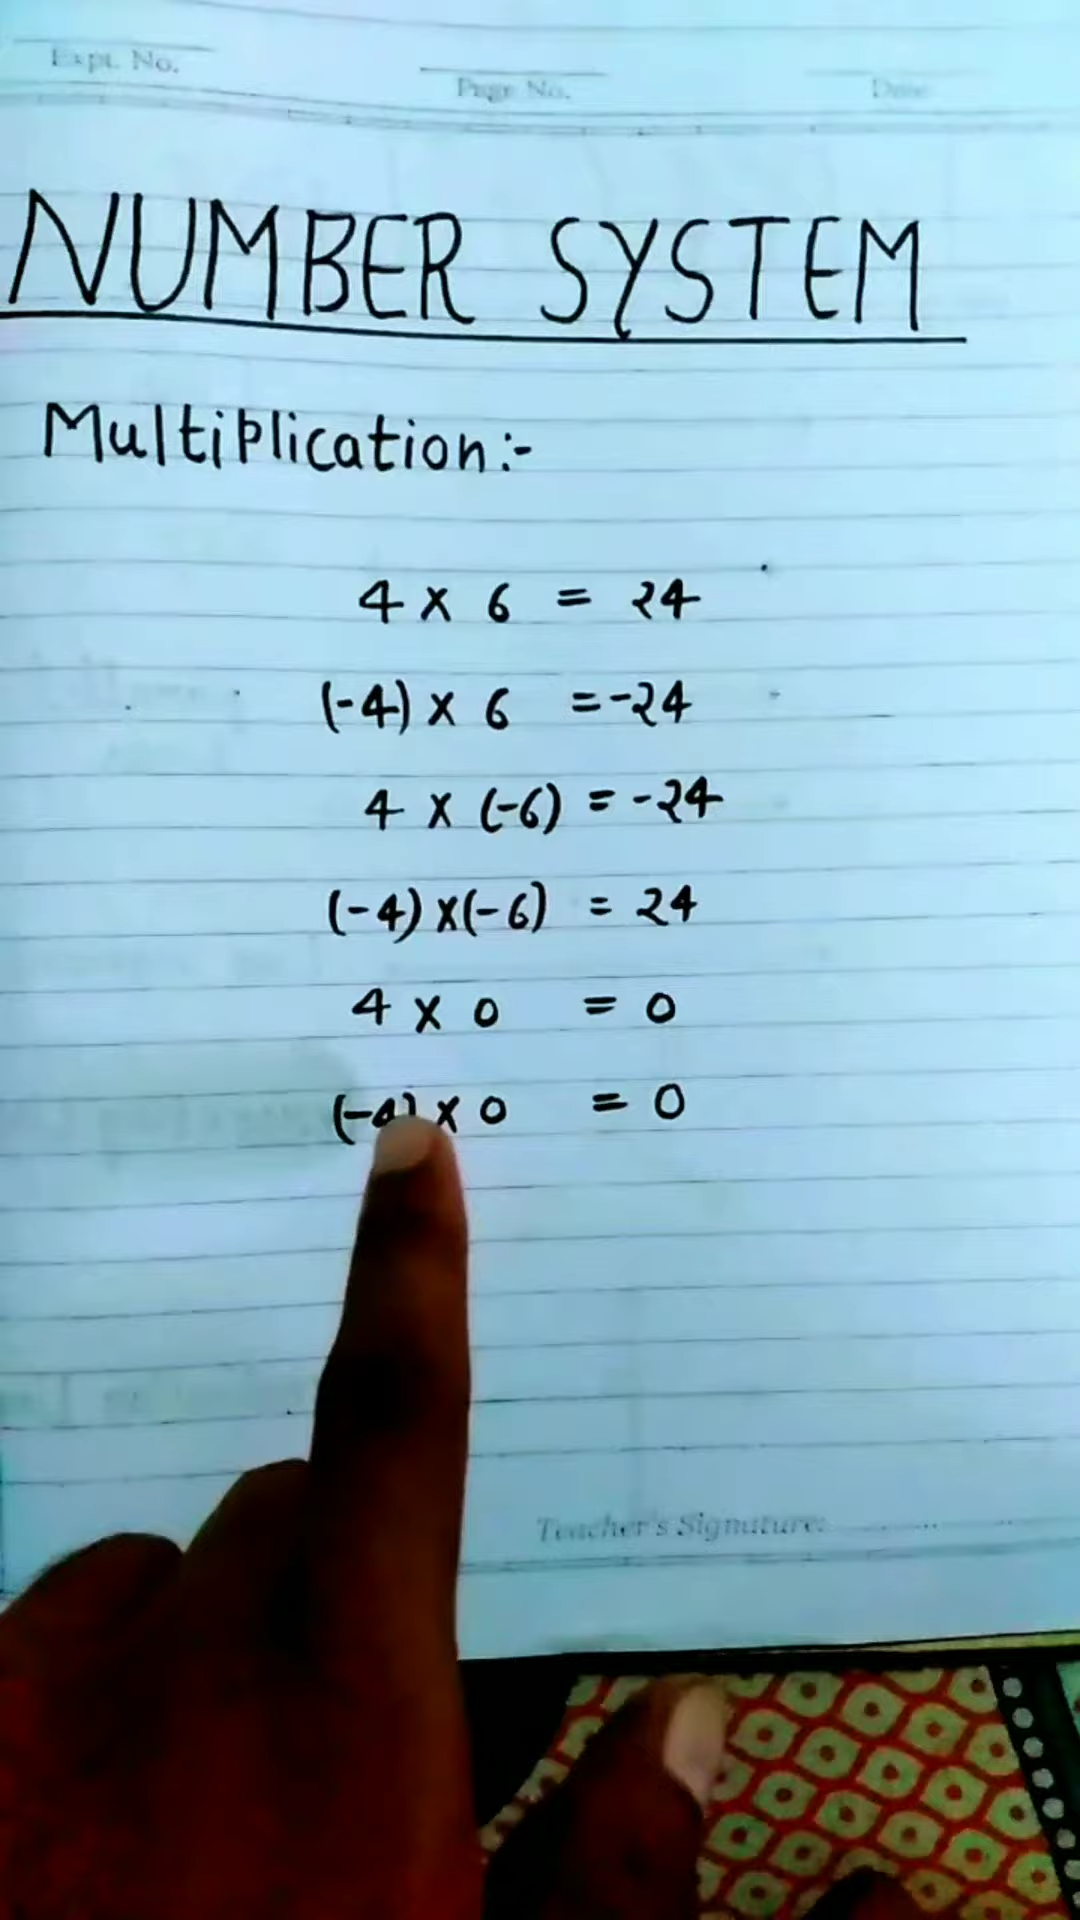 Expt. No.
Page No.
Date
NUMBER SYSTEM
Multiplication:-
4 × 6 = 24
(-4) × 6 = -24
4 × (-6) = -24
(-4) ×(-6) = 24
4 × 0 = 0
(-4) × 0 = 0
Teacher's Signature: